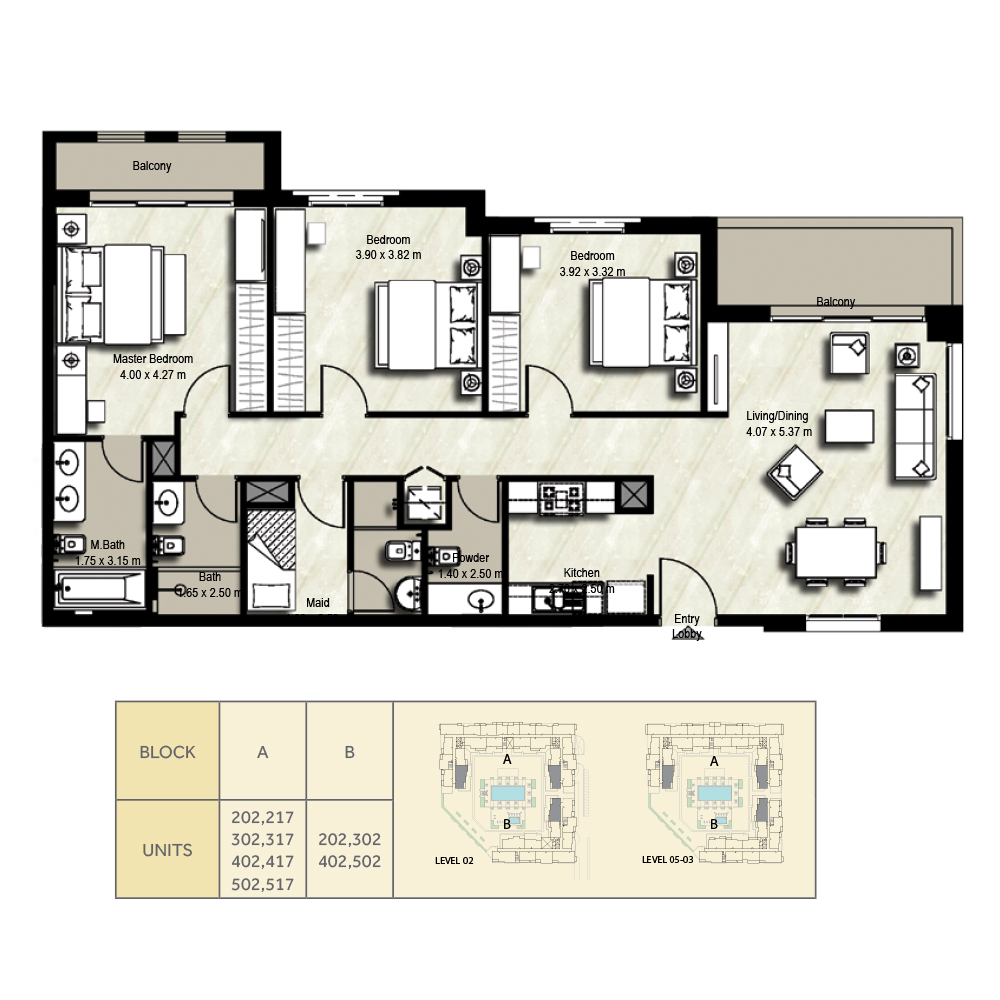 Balcony
Bedroom
3.90 x 3.82 m
Bedroom
3.92 x 3.32 m
Balcony
Master Bedroom
4.00 x 4.27 m
Living/Dining
4.07 x 5.37 m
M.Bath
1.75 x 3.15 m
Bath
1.65 x 2.50 m
Maid
Powder
1.40 x 2.50 m
Kitchen
Entry
Lobby
BLOCK
A
B
UNITS
202,217
302,317
402,417
502,517
202,302
402,502
A
B
LEVEL 02
A
B
LEVEL 05-03